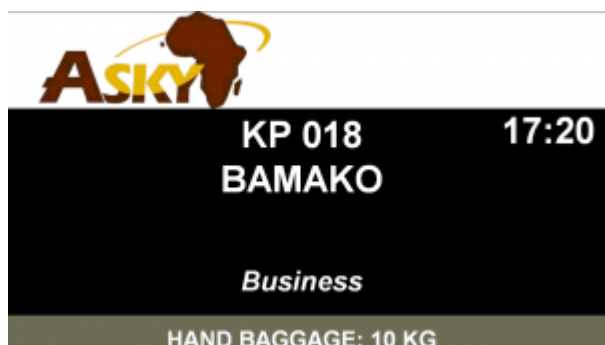 ASKY
KP 018 17:20
BAMAKO
Business
HAND BAGGAGE: 10 KG